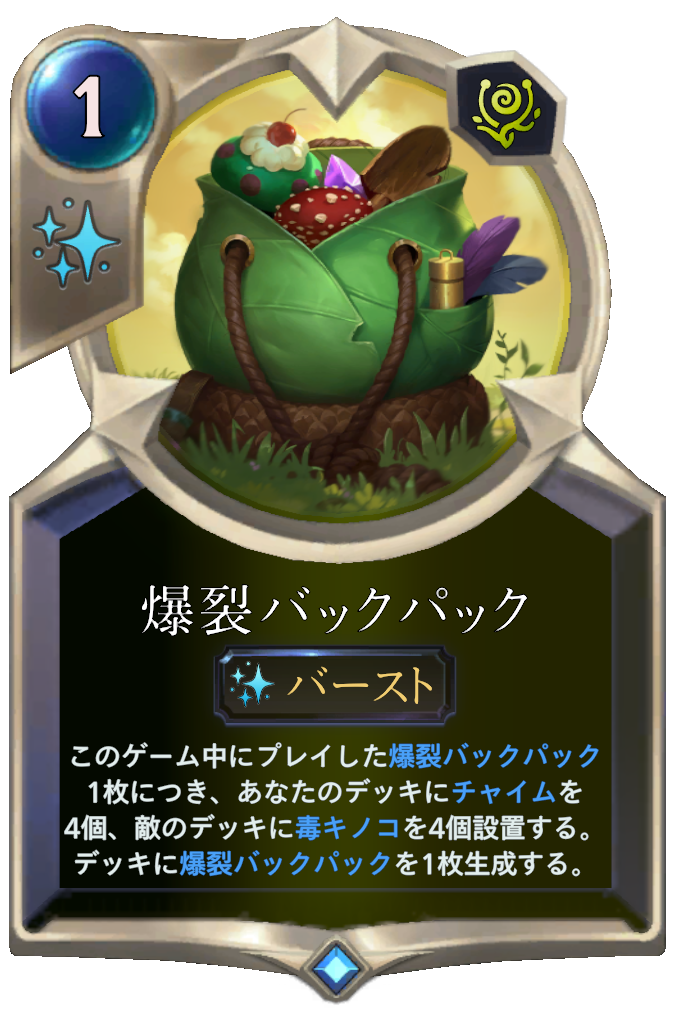 1
爆裂バックパック
バースト
このゲーム中にプレイした爆裂バックパック
1枚につき、あなたのデッキにチャイムを
4個、敵のデッキに毒キノコを4個設置する。
デッキに爆裂バックパックを1枚生成する。